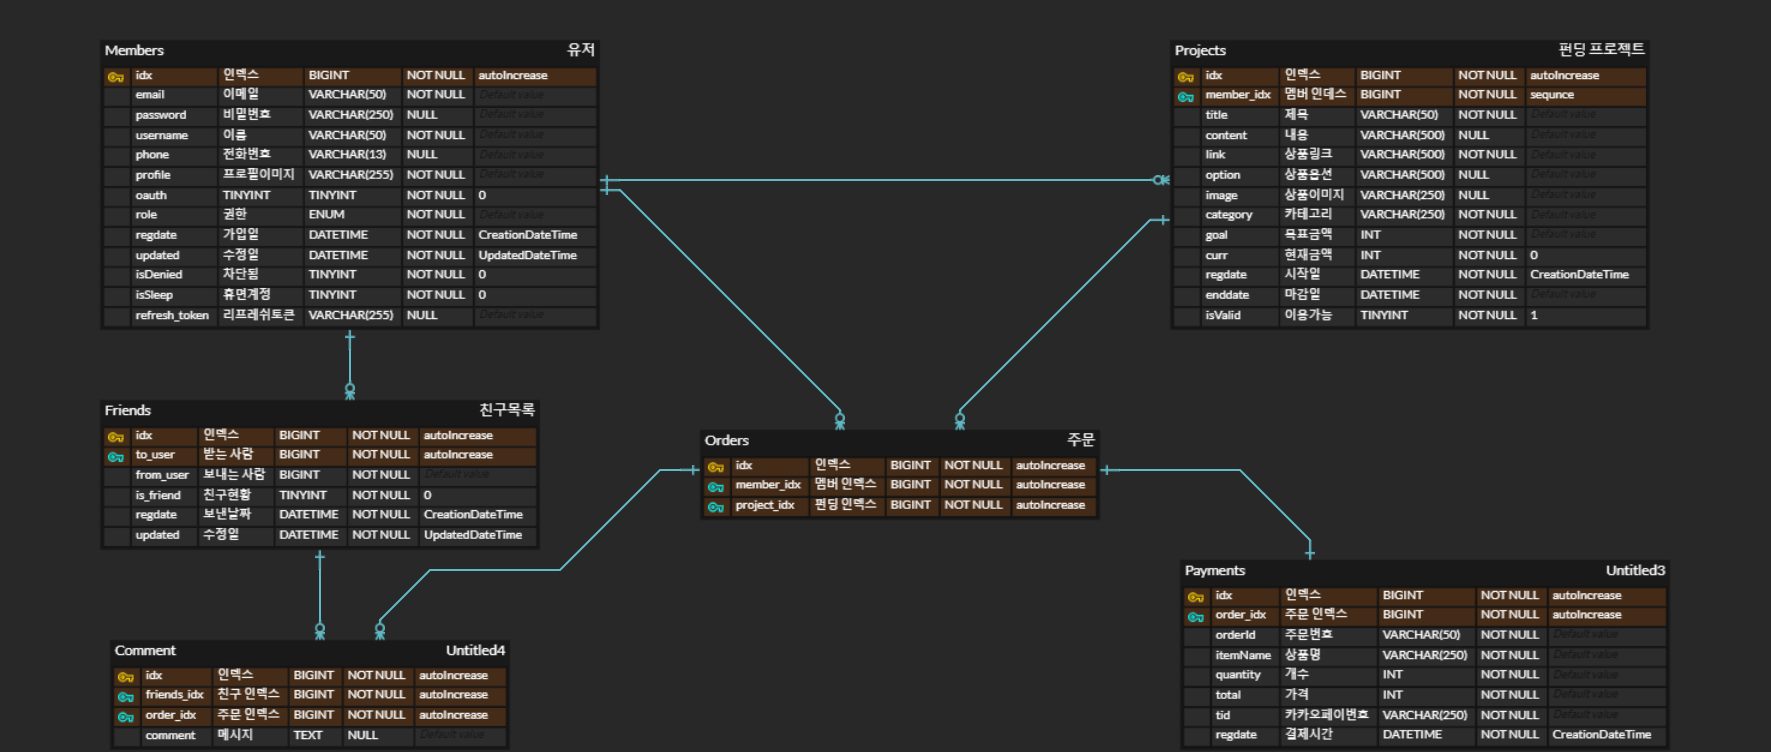 Members 유저
idx 인덱스 BIGINT NOT NULL autoIncrease
email 이메일 VARCHAR(50) NOT NULL Default value
password 비밀번호 VARCHAR(250) NULL Default value
username 이름 VARCHAR(50) NOT NULL Default value
phone 전화번호 VARCHAR(13) NULL Default value
profile 프로필이미지 VARCHAR(255) NOT NULL Default value
oauth TINYINT TINYINT NOT NULL 0
role 권한 ENUM NOT NULL Default value
regdate 가입일 DATETIME NOT NULL CreationDateTime
updated 수정일 DATETIME NOT NULL UpdatedDateTime
isDenied 차단됨 TINYINT NOT NULL 0
isSleep 휴면계정 TINYINT NOT NULL 0
refresh_token 리프레쉬토큰 VARCHAR(255) NULL Default value
Projects 펀딩 프로젝트
idx 인덱스 BIGINT NOT NULL autoIncrease
member_idx 멤버 인데스 BIGINT NOT NULL sequnce
title 제목 VARCHAR(50) NOT NULL Default value
content 내용 VARCHAR(500) NULL Default value
link 상품링크 VARCHAR(500) NOT NULL Default value
option 상품옵션 VARCHAR(500) NULL Default value
image 상품이미지 VARCHAR(250) NULL Default value
category 카테고리 VARCHAR(250) NOT NULL Default value
goal 목표금액 INT NOT NULL Default value
curr 현재금액 INT NOT NULL 0
regdate 시작일 DATETIME NOT NULL CreationDateTime
enddate 마감일 DATETIME NOT NULL Default value
isValid 이용가능 TINYINT NOT NULL 1
Friends 친구목록
idx 인덱스 BIGINT NOT NULL autoIncrease
to_user 받는 사람 BIGINT NOT NULL autoIncrease
from_user 보내는 사람 BIGINT NOT NULL Default value
is_friend 친구현황 TINYINT NOT NULL 0
regdate 보낸날짜 DATETIME NOT NULL CreationDateTime
updated 수정일 DATETIME NOT NULL UpdatedDateTime
Orders 주문
idx 인덱스 BIGINT NOT NULL autoIncrease
member_idx 멤버 인덱스 BIGINT NOT NULL autoIncrease
project_idx 펀딩 인덱스 BIGINT NOT NULL autoIncrease
Payments Untitled3
idx 인덱스 BIGINT NOT NULL autoIncrease
order_idx 주문 인덱스 BIGINT NOT NULL autoIncrease
orderId 주문번호 VARCHAR(50) NOT NULL Default value
itemName 상품명 VARCHAR(250) NOT NULL Default value
quantity 개수 INT NOT NULL Default value
total 가격 INT NOT NULL Default value
tid 카카오페이번호 VARCHAR(250) NOT NULL Default value
regdate 결제시간 DATETIME NOT NULL CreationDateTime
Comment Untitled4
idx 인덱스 BIGINT NOT NULL autoIncrease
friends_idx 친구 인덱스 BIGINT NOT NULL autoIncrease
order_idx 주문 인덱스 BIGINT NOT NULL autoIncrease
comment 메시지 TEXT NULL Default value